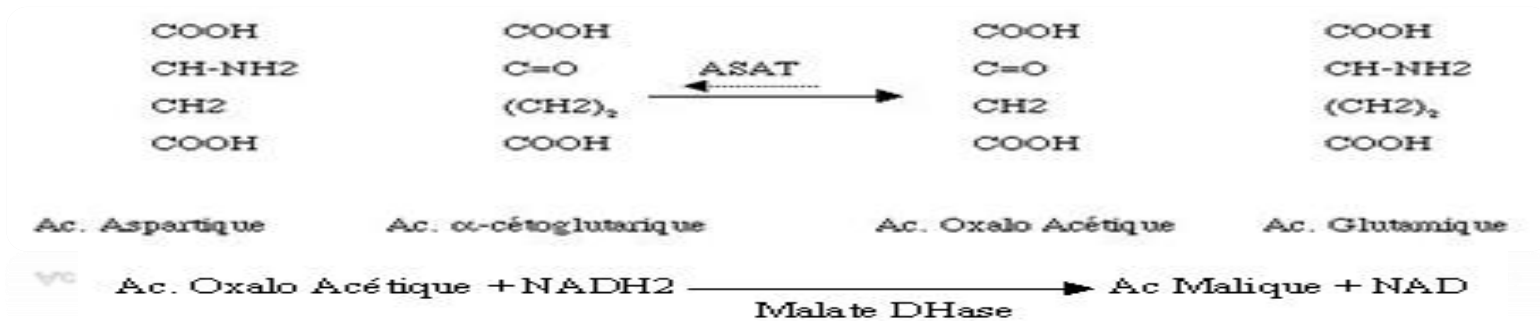 COOH COOH COOH COOH
CH-NH2 C=O ASAT C=O CH-NH2
CH2 (CH2)₂ CH2 (CH2)₂
COOH COOH COOH COOH
Ac. Aspartique Ac. α-cétoglutarique Ac. Oxalo Acétique Ac. Glutamique
Ac. Oxalo Acétique +NADH2 Ac Malique + NAD
Malate DHase